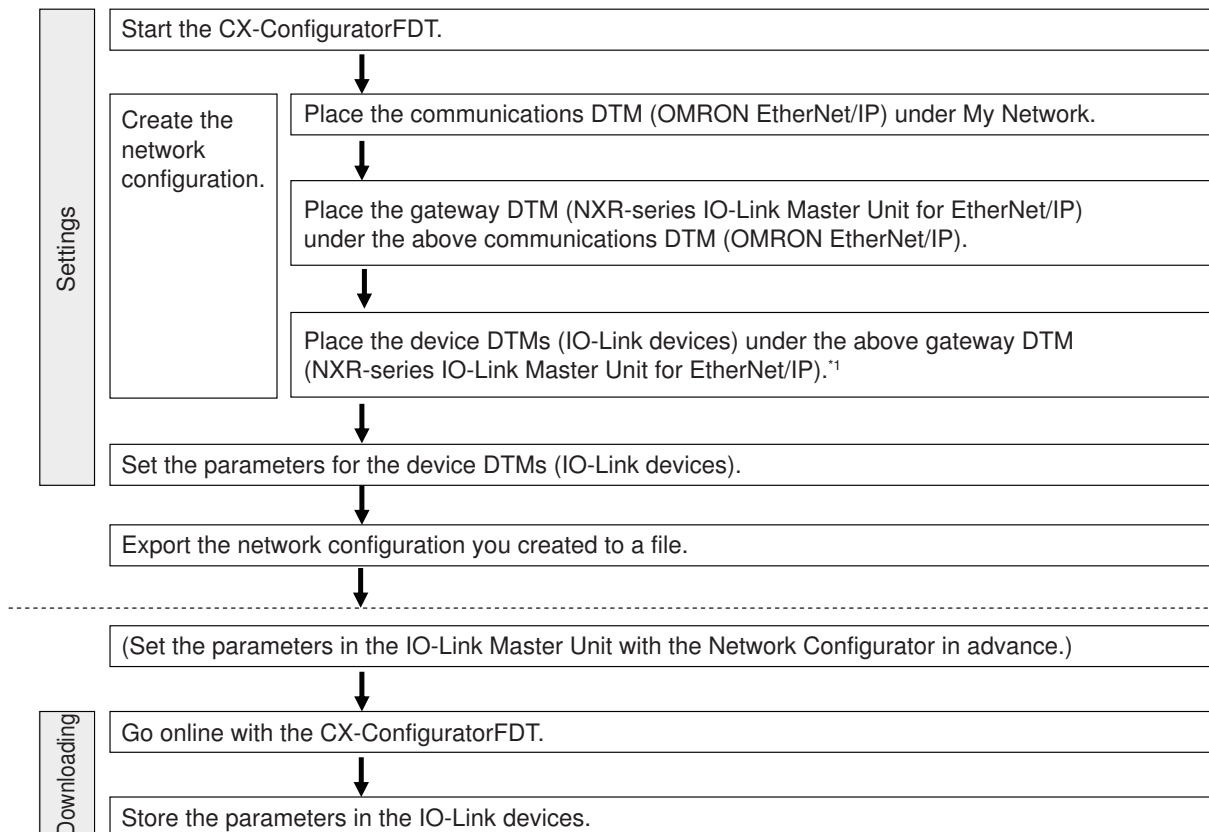 Settings
Start the CX-ConfiguratorFDT.
Create the
network
configuration.
Place the communications DTM (OMRON EtherNet/IP) under My Network.
Place the gateway DTM (NXR-series IO-Link Master Unit for EtherNet/IP)
under the above communications DTM (OMRON EtherNet/IP).
Place the device DTMs (IO-Link devices) under the above gateway DTM
(NXR-series IO-Link Master Unit for EtherNet/IP).*1
Set the parameters for the device DTMs (IO-Link devices).
Export the network configuration you created to a file.
(Set the parameters in the IO-Link Master Unit with the Network Configurator in advance.)
Downloading
Go online with the CX-ConfiguratorFDT.
Store the parameters in the IO-Link devices.